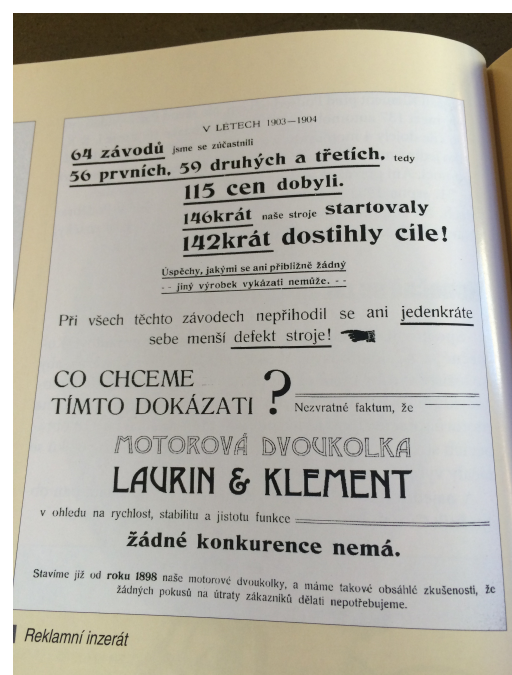 V LÉTECH 1903—1904
64 závodů jsme se zúčastnili
56 prvních, 59 druhých a třetích, tedy
115 cen dobyli.
146krát naše stroje startovaly
142krát dostihly cíle!
Úspěchy, jakými se ani přibližně žádný
- - jiný výrobek vykázati nemůže. - -
Při všech těchto závodech nepřihodil se ani jedenkráte
sebe menší defekt stroje!
CO CHCEME
TÍMTO DOKÁZATI ?
Nezvratné faktum, že
MOTOROVÁ DVOUKOLKA
LAURIN & KLEMENT
v ohledu na rychlost, stabilitu a jistotu funkce
žádné konkurence nemá.
Stavíme již od roku 1898 naše motorové dvoukolky, a máme takové obsáhlé zkušenosti, že
žádných pokusů na útraty zákazníků dělati nepotřebujeme.
Reklamní inzerát